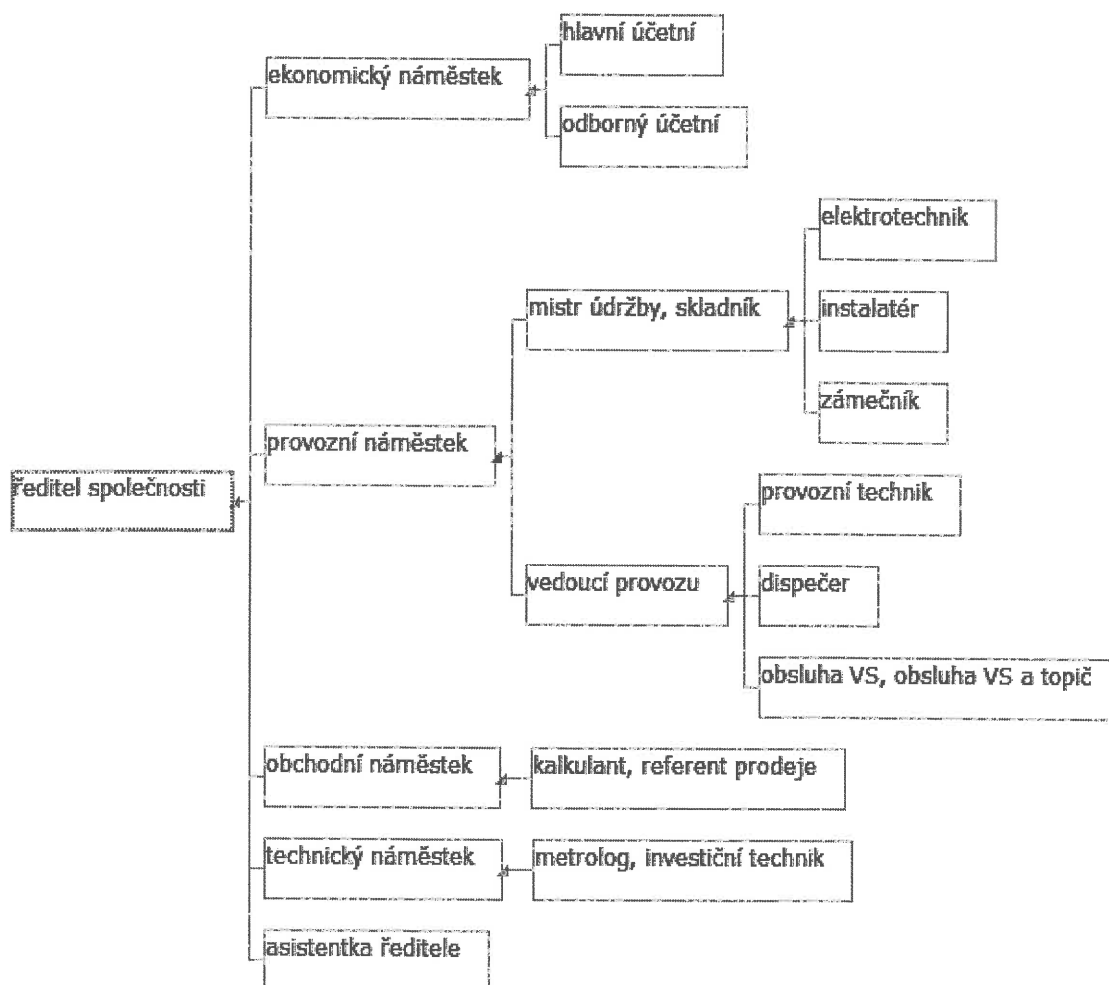 hlavní účetní
ekonomický náměstek
odborný účetní
elektrotechnik
mistr údržby, skladník
instalatér
zámečník
provozní náměstek
ředitel společnosti
provozní technik
vedoucí provozu
dispečer
obsluha VS, obsluha VS a topič
obchodní náměstek
kalkulant, referent prodeje
technický náměstek
metrolog, investiční technik
asistentka ředitele